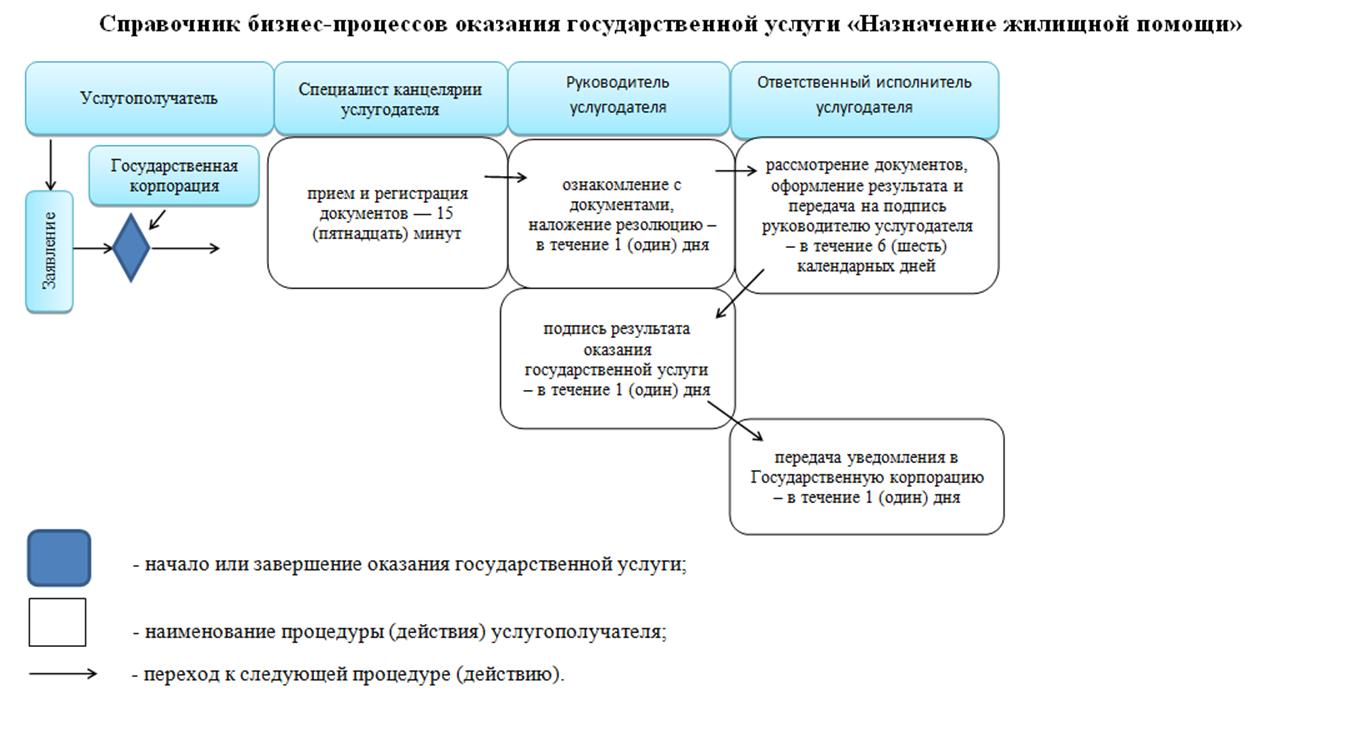 Справочник бизнес-процессов оказания государственной услуги «Назначение жилищной помощи»
Услугополучатель
Специалист канцелярии
услугодателя
Руководитель
услугодателя
Ответственный исполнитель
услугодателя
Государственная
корпорация
Заявление
прием и регистрация
документов — 15
(пятнадцать) минут
ознакомление с
документами,
наложение резолюцию –
в течение 1 (один) дня
рассмотрение документов,
оформление результата и
передача на подпись
руководителю услугодателя
– в течение 6 (шесть)
календарных дней
подпись результата
оказания
государственной услуги
– в течение 1 (один) дня
передача уведомления в
Государственную корпорацию
– в течение 1 (один) дня
- начало или завершение оказания государственной услуги;
- наименование процедуры (действия) услугополучателя;
- переход к следующей процедуре (действию).